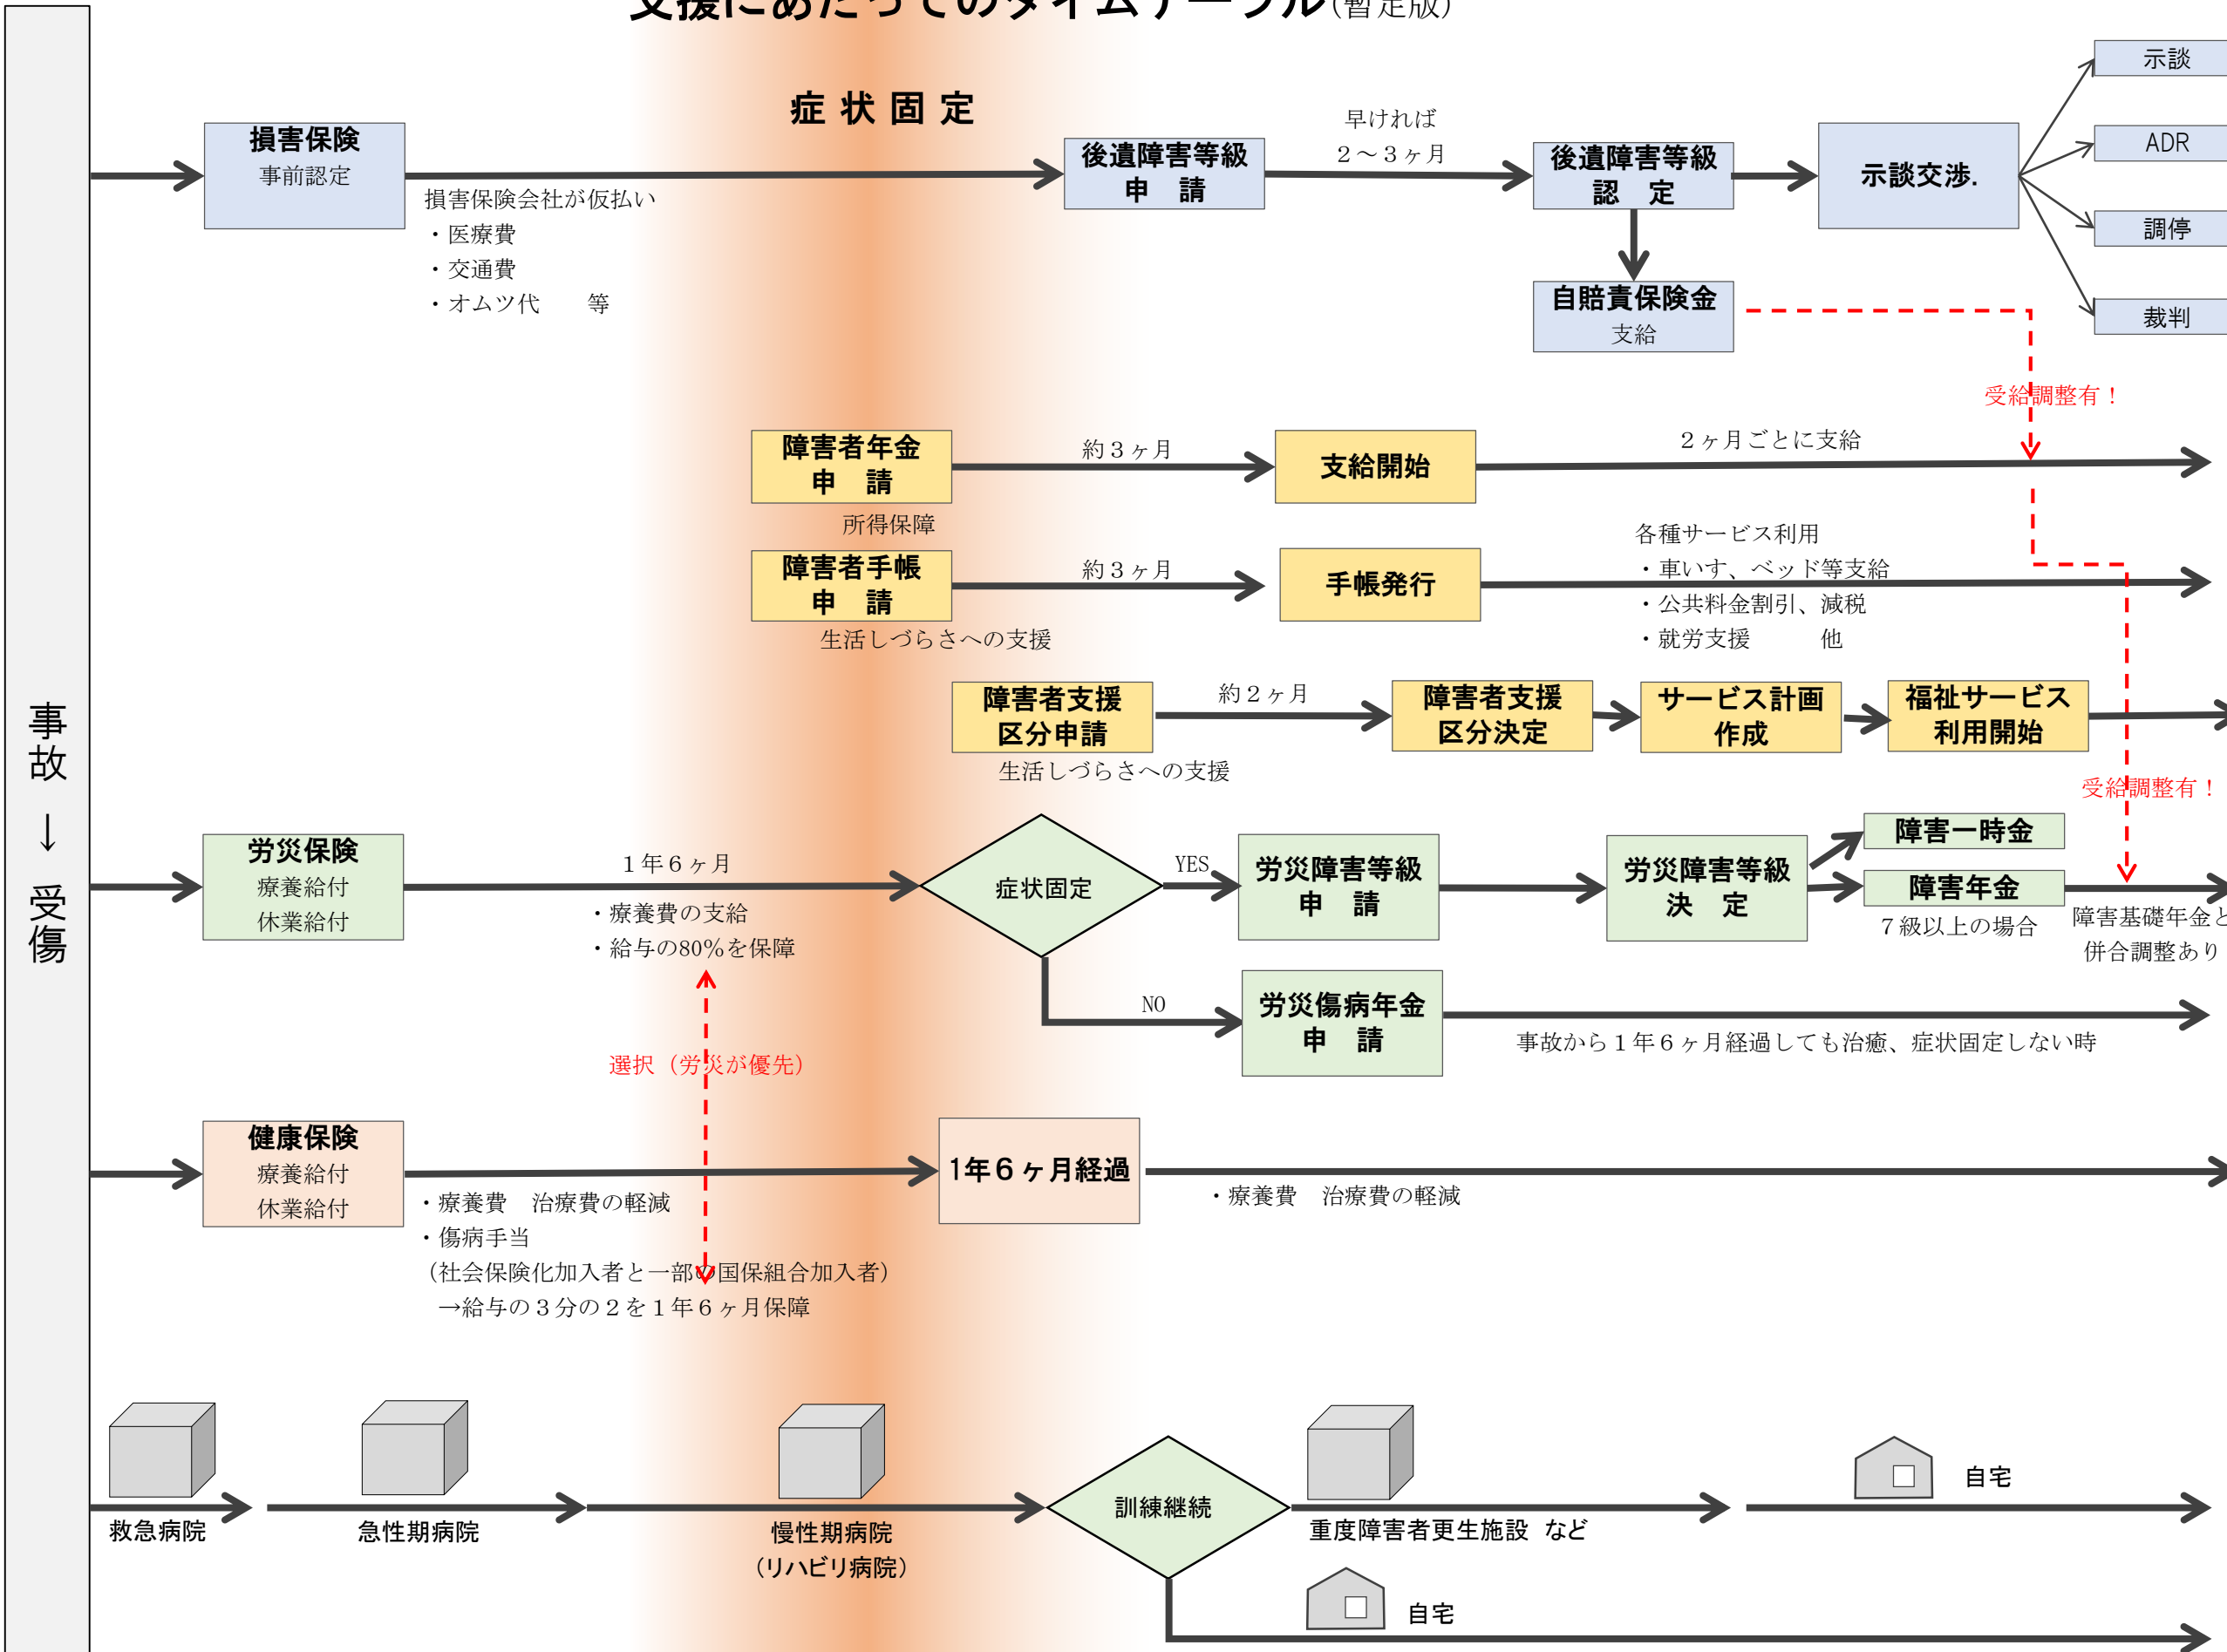 支援にあたってのタイムテーブル(暫定版)
症 状 固 定
事故 → 受傷
損害保険
事前認定
損害保険会社が仮払い
・医療費
・交通費
・オムツ代　　等
後遺障害等級
申　請
早ければ
２～３ヶ月
後遺障害等級
認　定
示談交渉.
示談
ADR
調停
裁判
自賠責保険金
支給
受給調整有！
障害者年金
申　請
所得保障
約３ヶ月
支給開始
２ヶ月ごとに支給
障害者手帳
申　請
生活しづらさへの支援
約３ヶ月
手帳発行
各種サービス利用
・車いす、ベッド等支給
・公共料金割引、減税
・就労支援　　　他
障害者支援
区分申請
生活しづらさへの支援
約２ヶ月
障害者支援
区分決定
サービス計画
作成
福祉サービス
利用開始
受給調整有！
労災保険
療養給付
休業給付
１年６ヶ月
・療養費の支給
・給与の80%を保障
症状固定
YES
労災障害等級
申　請
労災障害等級
決　定
障害一時金
障害年金
７級以上の場合
障害基礎年金と
併合調整あり
NO
労災傷病年金
申　請
事故から１年６ヶ月経過しても治癒、症状固定しない時
選択（労災が優先）
健康保険
療養給付
休業給付
・療養費　治療費の軽減
・傷病手当
（社会保険化加入者と一部の国保組合加入者）
→給与の３分の２を１年６ヶ月保障
1年６ヶ月経過
・療養費　治療費の軽減
救急病院
急性期病院
慢性期病院
（リハビリ病院）
訓練継続
重度障害者更生施設 など
自宅
自宅